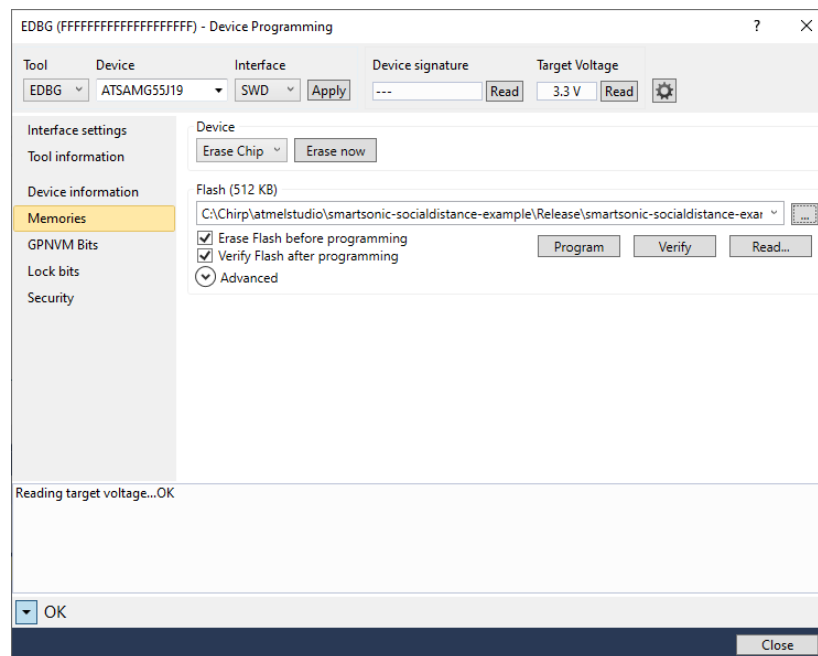 EDBG (FFFFFFFFFFFFFFFFFFFF) - Device Programming
? ×
Tool Device Interface Device signature Target Voltage
EDBG ATSAMG55J19 SWD Apply --- Read 3.3 V Read
Interface settings
Tool information
Device information
Memories
GPNVM Bits
Lock bits
Security
Device
Erase Chip Erase now
Flash (512 KB)
C:\Chirp\atmelstudio\smartsonic-socialdistance-example\Release\smartsonic-socialdistance-exar ...
Erase Flash before programming
Verify Flash after programming
Program Verify Read...
Advanced
Reading target voltage...OK
OK
Close